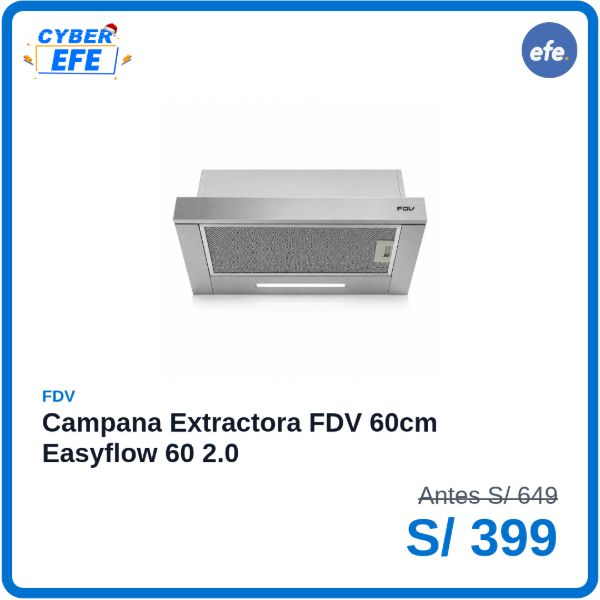 CYBER
EFE
efe.
FDV
FDV
Campana Extractora FDV 60cm
Easyflow 60 2.0
Antes S/ 649
S/ 399